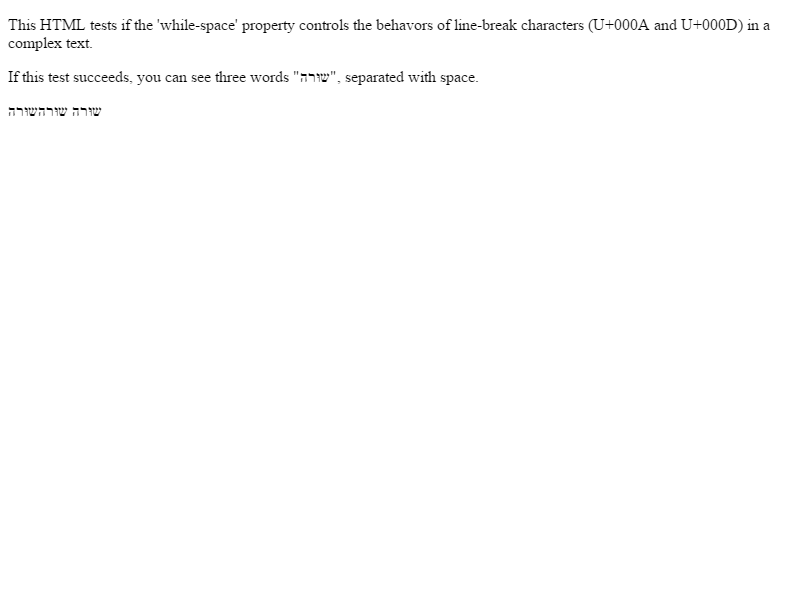 This HTML tests if the 'while-space' property controls the behavors of line-break characters (U+000A and U+000D) in a
complex text.
If this test succeeds, you can see three words "שורה", separated with space.
שורה שורהשורה